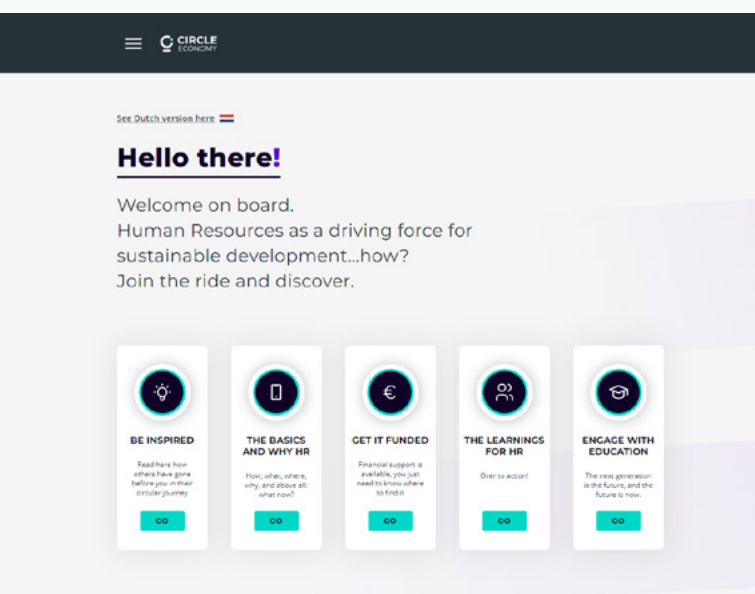 CIRCLE
ECONOMY
See Dutch version here
Hello there!
Welcome on board.
Human Resources as a driving force for
sustainable development...how?
Join the ride and discover.
BE INSPIRED
Read here how
others have gone
before you in their
circular journey
GO
THE BASICS
AND WHY HR
How, what, where,
why, and above all:
what now?
GO
€
GET IT FUNDED
Financial support is
available, you just
need to know where
to find it
GO
THE LEARNINGS
FOR HR
Over to action!
GO
ENGAGE WITH
EDUCATION
The next generation
is the future, and the
future is now.
GO